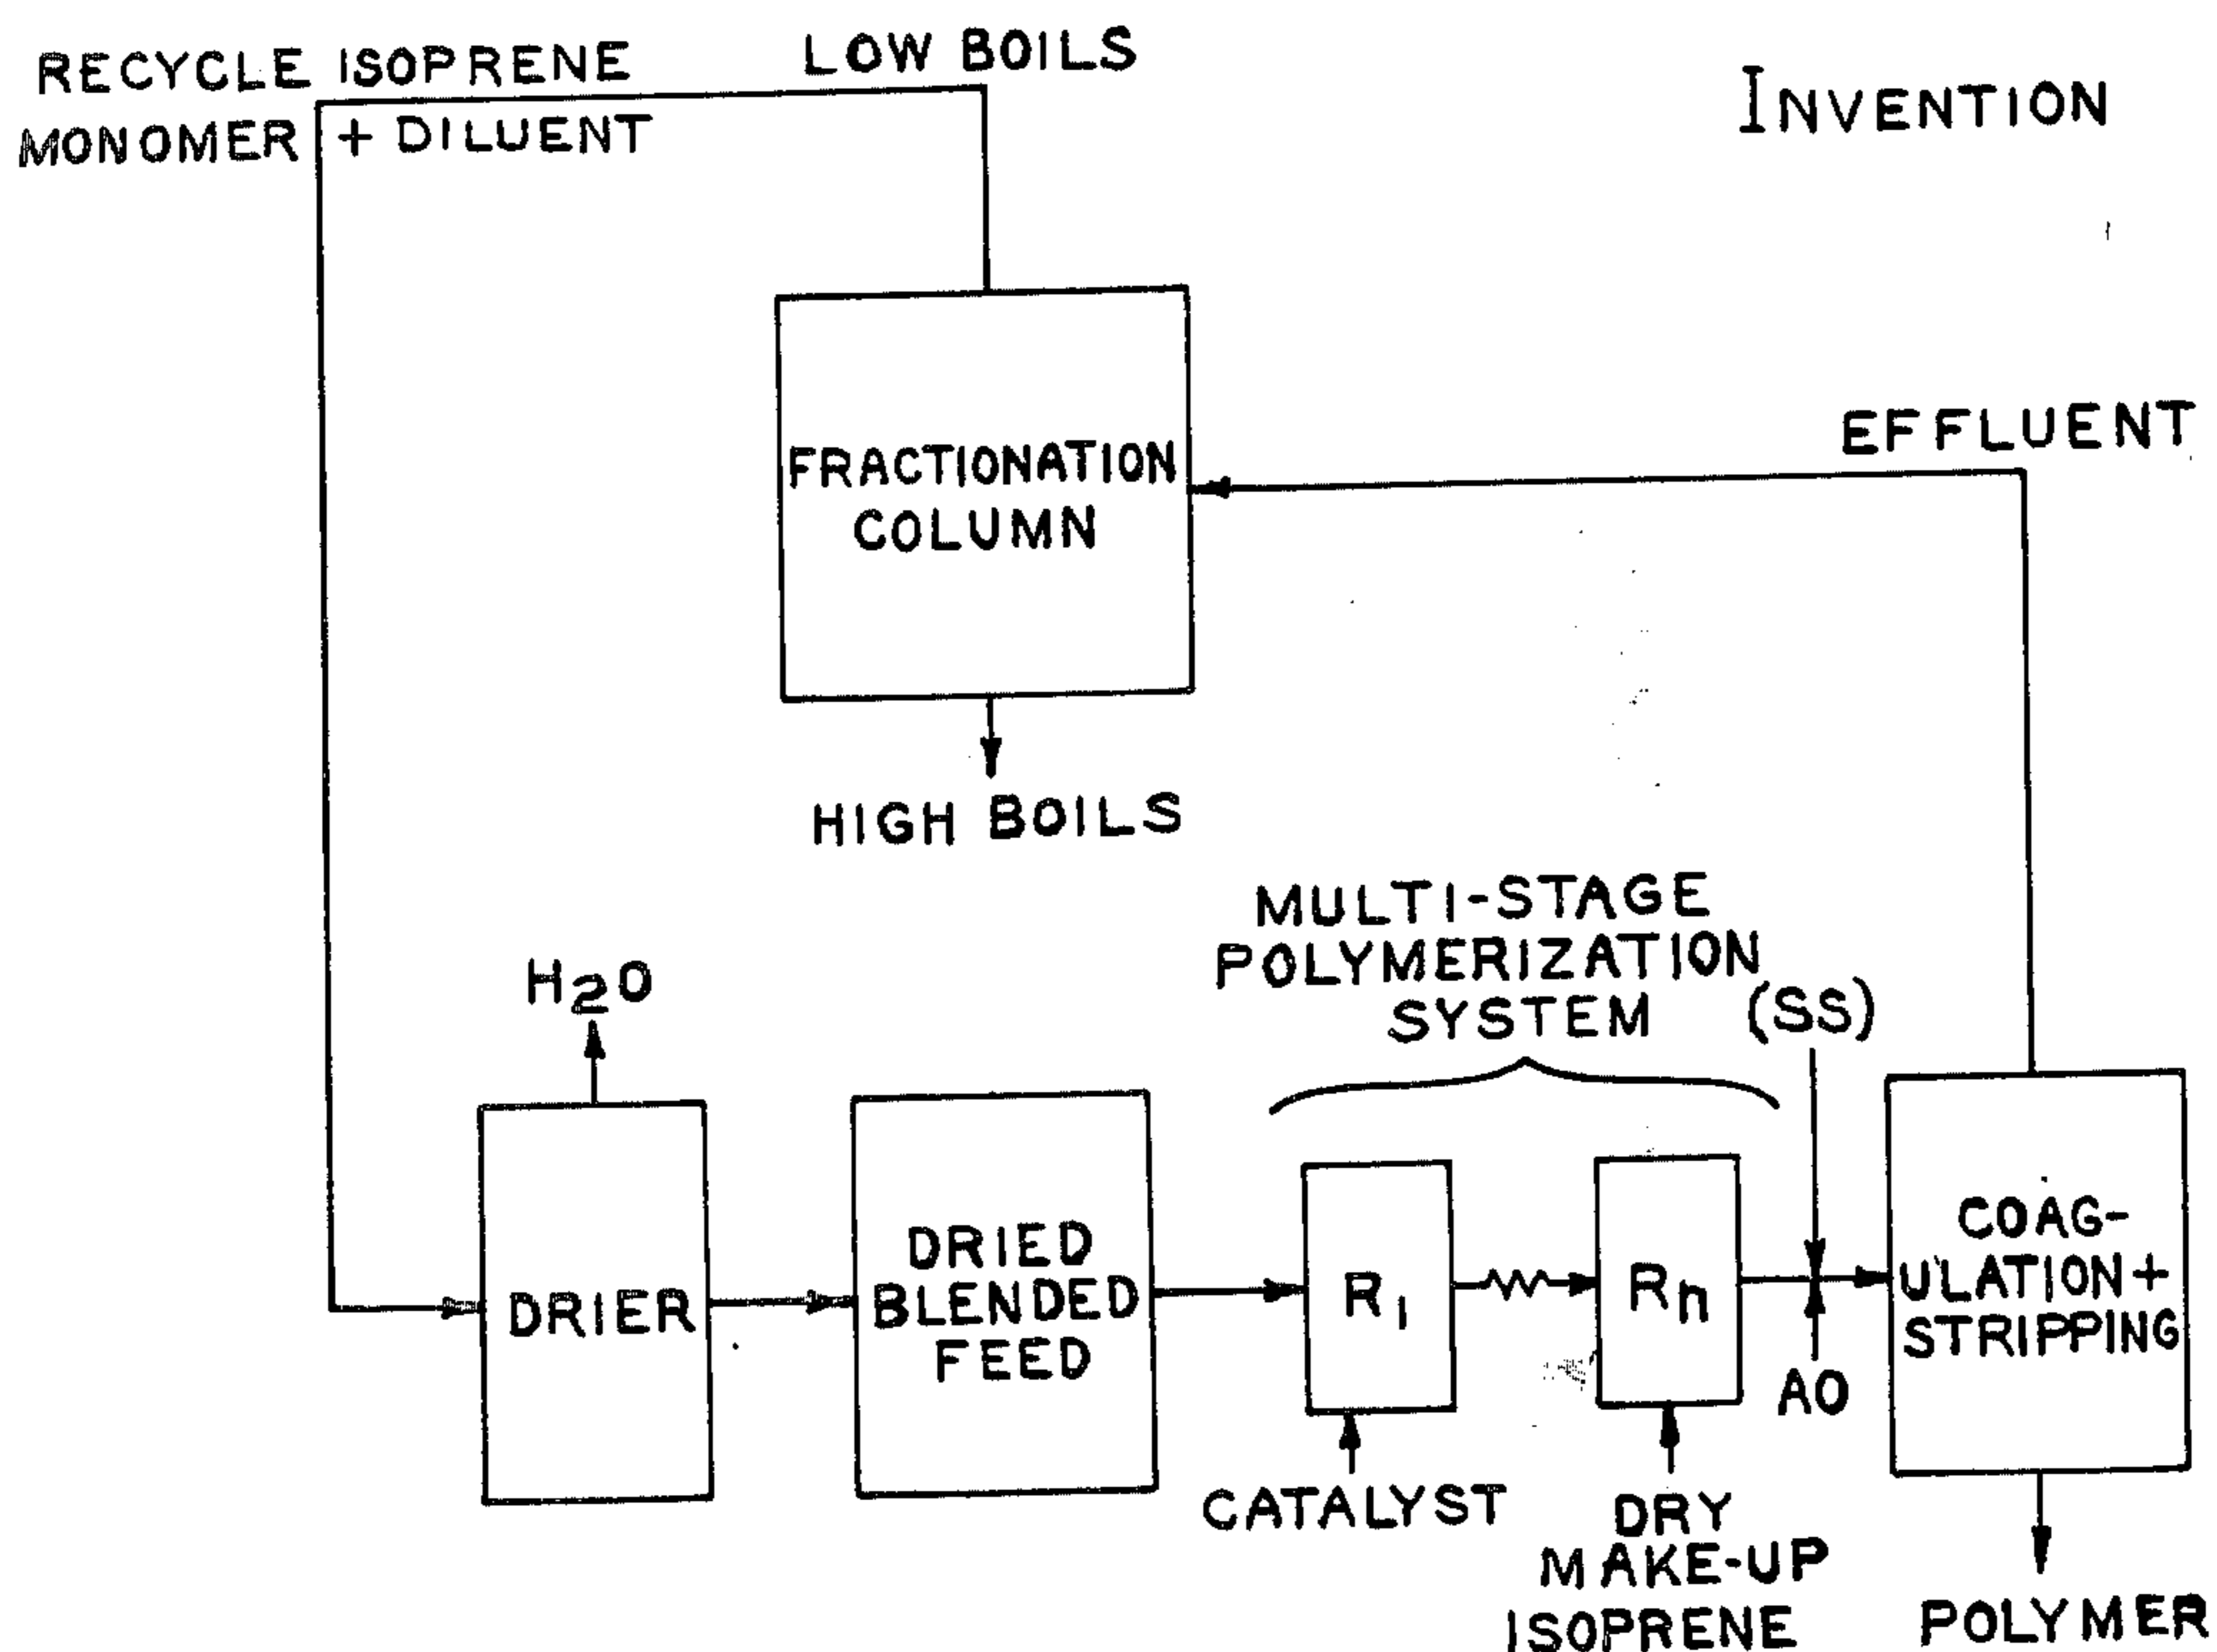 RECYCLE ISOPRENE
MONOMER + DILUENT
LOW BOILS
INVENTION
FRACTIONATION
COLUMN
EFFLUENT
HIGH BOILS
MULTI-STAGE
POLYMERIZATION
SYSTEM
(SS)
H2O
DRIER
DRIED
BLENDED
FEED
R1
Rn
COAG-
ULATION+
STRIPPING
AO
CATALYST
DRY
MAKE-UP
ISOPRENE
POLYMER